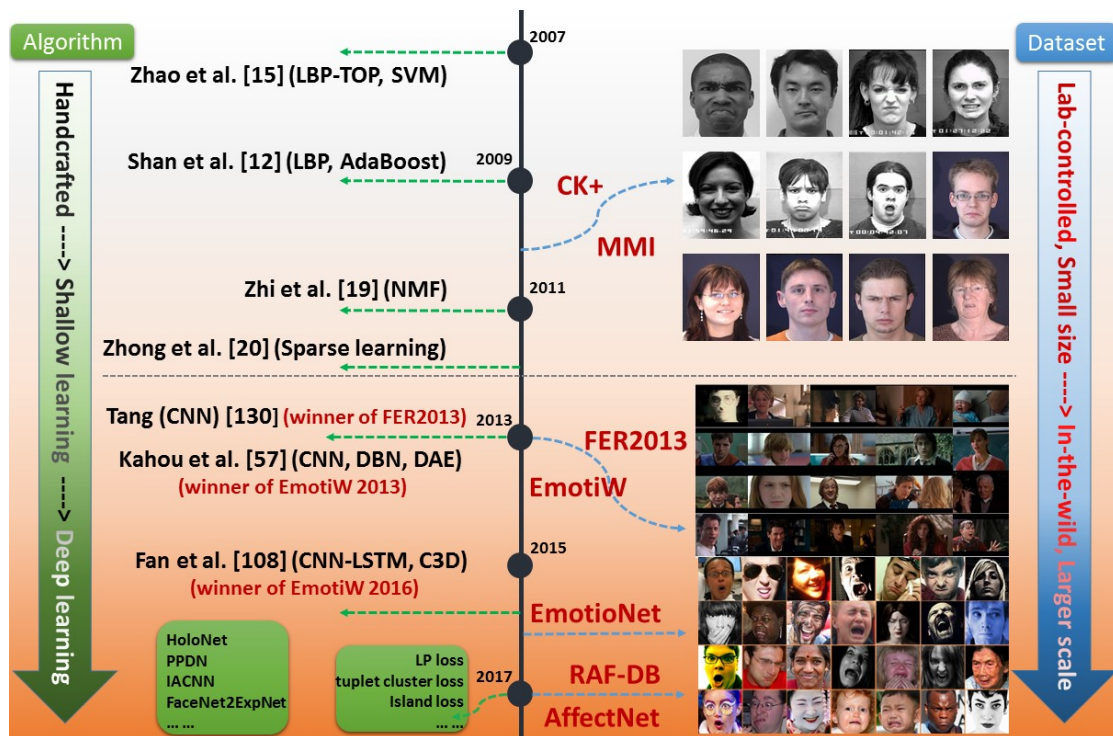 Algorithm
Dataset
2007
Zhao et al. [15] (LBP-TOP, SVM)
2009
Shan et al. [12] (LBP, AdaBoost)
CK+
MMI
2011
Zhi et al. [19] (NMF)
Zhong et al. [20] (Sparse learning)
2013
Tang (CNN) [130] (winner of FER2013)
FER2013
Kahou et al. [57] (CNN, DBN, DAE)
(winner of EmotiW 2013)
EmotiW
2015
Fan et al. [108] (CNN-LSTM, C3D)
(winner of EmotiW 2016)
EmotioNet
HoloNet
PPDN
IACNN
FaceNet2ExpNet
... ...
LP loss
tuplet cluster loss
Island loss
... ...
2017
RAF-DB
AffectNet
Handcrafted ----> Shallow learning ----> Deep learning
Lab-controlled, Small size ----> In-the-wild, Larger scale